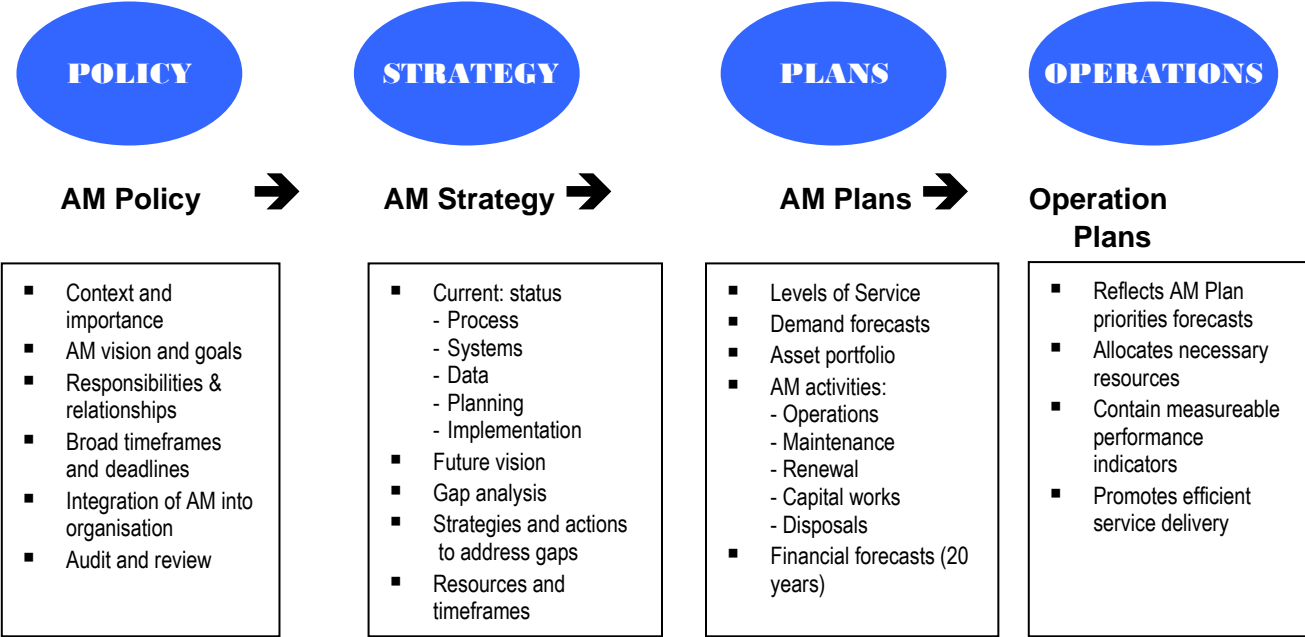 POLICY
STRATEGY
PLANS
OPERATIONS
AM Policy ➔
AM Strategy ➔
AM Plans ➔
Operation
Plans
▪ Context and
importance
▪ AM vision and goals
▪ Responsibilities &
relationships
▪ Broad timeframes
and deadlines
▪ Integration of AM into
organisation
▪ Audit and review
▪ Current: status
- Process
- Systems
- Data
- Planning
- Implementation
▪ Future vision
▪ Gap analysis
▪ Strategies and actions
to address gaps
▪ Resources and
timeframes
▪ Levels of Service
▪ Demand forecasts
▪ Asset portfolio
▪ AM activities:
- Operations
- Maintenance
- Renewal
- Capital works
- Disposals
▪ Financial forecasts (20
years)
▪ Reflects AM Plan
priorities forecasts
▪ Allocates necessary
resources
▪ Contain measureable
performance
indicators
▪ Promotes efficient
service delivery